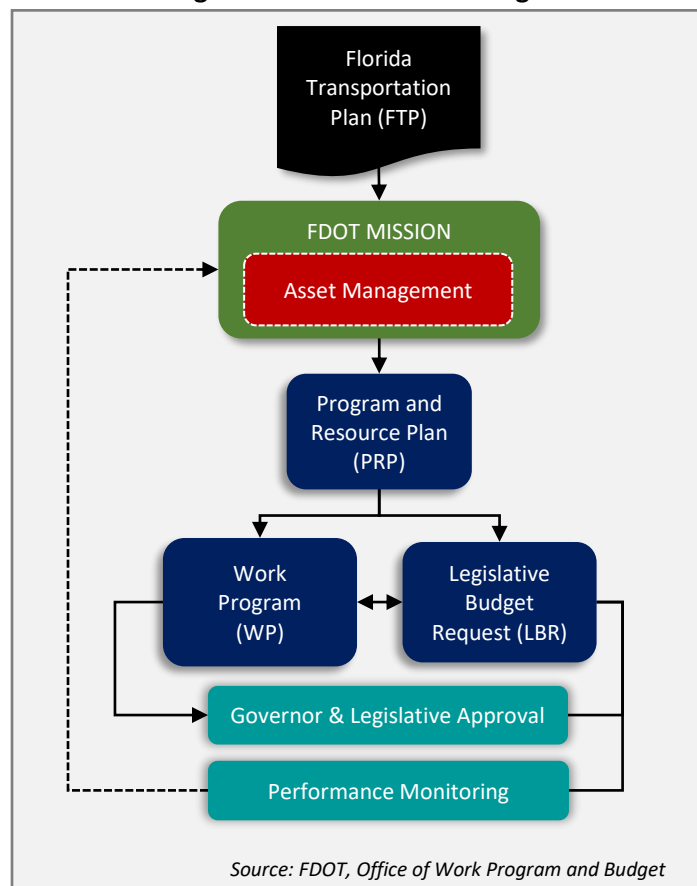 Florida
Transportation
Plan (FTP)
FDOT MISSION
Asset Management
Program and
Resource Plan
(PRP)
Work
Program
(WP)
Legislative
Budget
Request (LBR)
Governor & Legislative Approval
Performance Monitoring
Source: FDOT, Office of Work Program and Budget